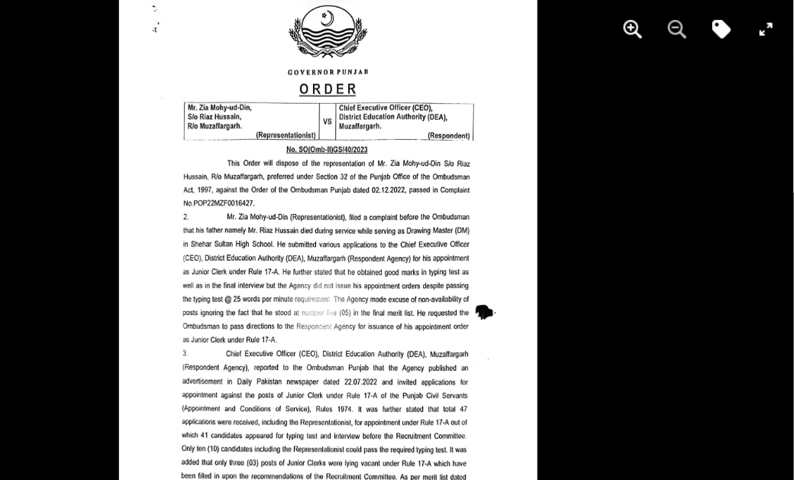 GOVERNOR PUNJAB
ORDER
Mr. Zia Mohy-ud-Din,
S/o Riaz Hussain,
R/o Muzaffargarh.
(Representationist)
VS
Chief Executive Officer (CEO),
District Education Authority (DEA),
Muzaffargarh.
(Respondent)
No. SO(Omb-II)GS/40/2023
This Order will dispose of the representation of Mr. Zia Mohy-ud-Din S/o Riaz
Hussain, R/o Muzaffargarh, preferred under Section 32 of the Punjab Office of the Ombudsman
Act, 1997, against the Order of the Ombudsman Punjab dated 02.12.2022, passed in Complaint
No.POP22MZF0016427.
2. Mr. Zia Mohy-ud-Din (Representationist), filed a complaint before the Ombudsman
that his father namely Mr. Riaz Hussain died during service while serving as Drawing Master (DM)
in Shehar Sultan High School. He submitted various applications to the Chief Executive Officer
(CEO), District Education Authority (DEA), Muzaffargarh (Respondent Agency) for his appointment
as Junior Clerk under Rule 17-A. He further stated that he obtained good marks in typing test as
well as in the final interview but the Agency did not issue his appointment orders despite passing
the typing test @ 25 words per minute requirement. The Agency made excuse of non-availability of
posts ignoring the fact that he stood at number five (05) in the final merit list. He requested the
Ombudsman to pass directions to the Respondent Agency for issuance of his appointment order
as Junior Clerk under Rule 17-A.
3. Chief Executive Officer (CEO), District Education Authority (DEA), Muzaffargarh
(Respondent Agency), reported to the Ombudsman Punjab that the Agency published an
advertisement in Daily Pakistan newspaper dated 22.07.2022 and invited applications for
appointment against the posts of Junior Clerk under Rule 17-A of the Punjab Civil Servants
(Appointment and Conditions of Service), Rules 1974. It was further stated that total 47
applications were received, including the Representationist, for appointment under Rule 17-A out of
which 41 candidates appeared for typing test and interview before the Recruitment Committee.
Only ten (10) candidates including the Representationist could pass the required typing test. It was
added that only three (03) posts of Junior Clerks were lying vacant under Rule 17-A which have
been filled in upon the recommendations of the Recruitment Committee. As per merit list dated